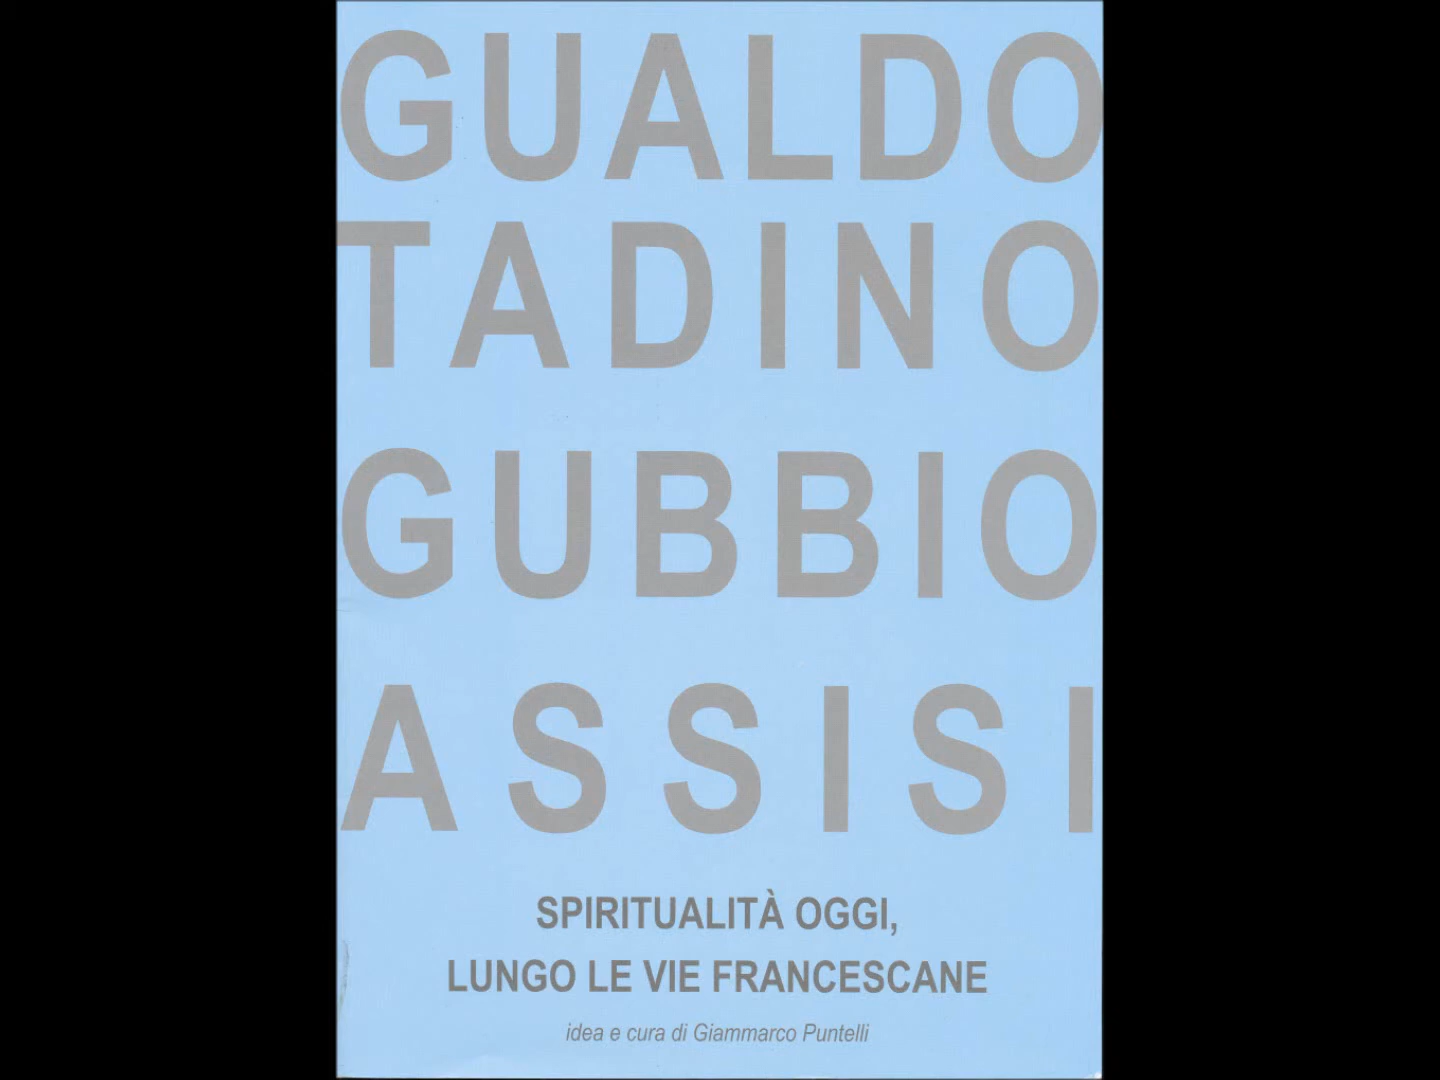 GUALDO
TADINO
GUBBIO
ASSISI
SPIRITUALITÀ OGGI,
LUNGO LE VIE FRANCESCANE
idea e cura di Giammarco Puntelli